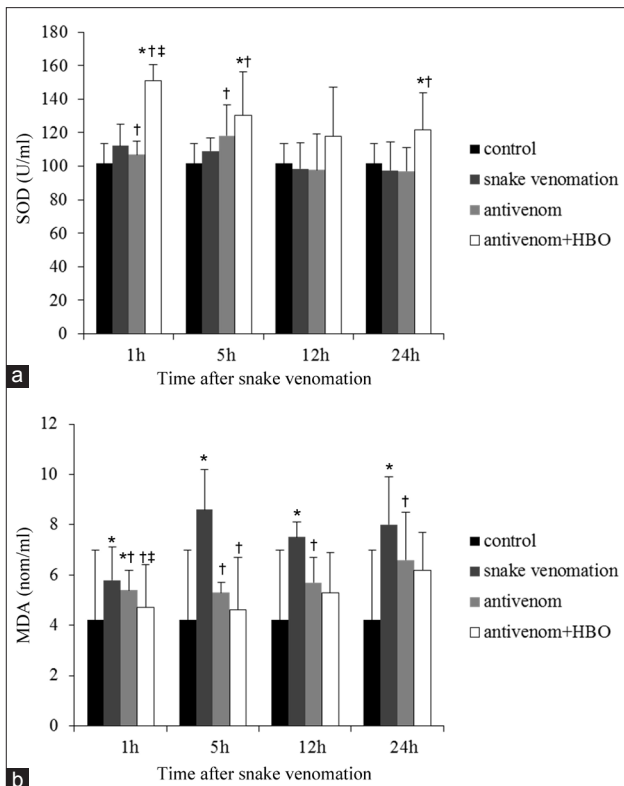 180
160
140
120
100
80
60
40
20
0
SOD (U/ml)
*†‡
†
†
*†
*†
control
snake venomation
antivenom
antivenom+HBO
1h 5h 12h 24h
Time after snake venomation
a
12
10
8
6
4
2
0
MDA (nom/ml)
*
*†
†‡
*
†
†
*
†
*
†
control
snake venomation
antivenom
antivenom+HBO
1h 5h 12h 24h
Time after snake venomation
b